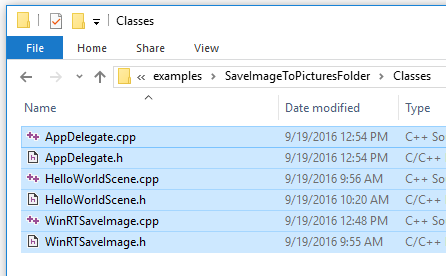 Classes
File Home Share View
« examples > SaveImageToPicturesFolder > Classes
Name Date modified Type
AppDelegate.cpp 9/19/2016 12:54 PM C++ So
AppDelegate.h 9/19/2016 12:54 PM C/C++
HelloWorldScene.cpp 9/19/2016 9:56 AM C++ So
HelloWorldScene.h 9/19/2016 10:20 AM C/C++
WinRTSaveImage.cpp 9/19/2016 12:48 PM C++ So
WinRTSaveImage.h 9/19/2016 9:55 AM C/C++